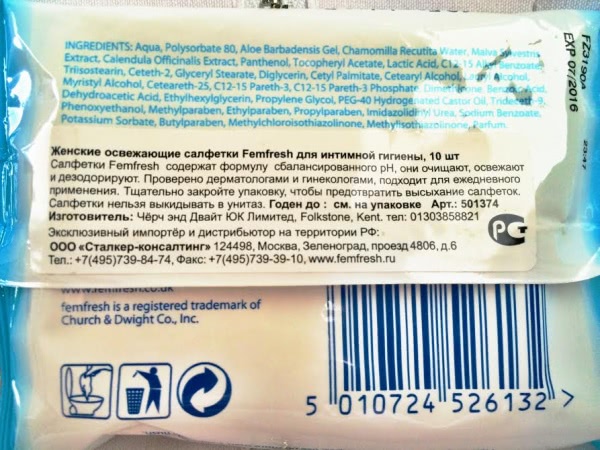 INGREDIENTS: Aqua, Polysorbate 80, Aloe Barbadensis Gel, Chamomilla Recutita Water, Malva Sylvestris
Extract, Calendula Officinalis Extract, Panthenol, Tocopheryl Acetate, Lactic Acid, C12-15 Alkyl Benzoate,
Triisostearin, Ceteth-2, Glyceryl Stearate, Diglycerin, Cetyl Palmitate, Cetearyl Alcohol, Alcohol,
Myristyl Alcohol, Ceteareth-25, C12-15 Pareth-3, C12-15 Pareth-3 Phosphate, Dimethicone, Benzoic Acid,
Dehydroacetic Acid, Ethylhexylglycerin, Propylene Glycol, PEG-40 Hydrogenated Castor Oil, Trideceth-9,
Phenoxyethanol, Methylparaben, Ethylparaben, Propylparaben, Imidazolidinyl Urea, Sodium Benzoate,
Potassium Sorbate, Butylparaben, Methylchloroisothiazolinone, Methylisothiazolinone, Parfum.
EXP 07/2016
23:47
Женские освежающие салфетки Femfresh для интимной гигиены, 10 шт
Салфетки Femfresh содержат формулу сбалансированного pH, они очищают, освежают
и дезодорируют. Проверено дерматологами и гинекологами, подходит для ежедневного
применения. Тщательно закройте упаковку, чтобы предотвратить высыхание салфеток.
Салфетки нельзя выкидывать в унитаз. Годен до : см. на упаковке Арт.: 501374
Изготовитель: Чёрч энд Двайт ЮК Лимитед, Folkstone, Kent. тел: 01303858821
Эксклюзивный импортёр и дистрибьютор на территории РФ:
ООО «Сталкер-консалтинг» 124498, Москва, Зеленоград, проезд 4806, д.6
Тел.: +7(495)739-84-74, Факс: +7(495)739-39-10, www.femfresh.ru
www.femfresh.co.uk
femfresh is a registered trademark of
Church & Dwight Co., Inc.
5 010724 526132 >